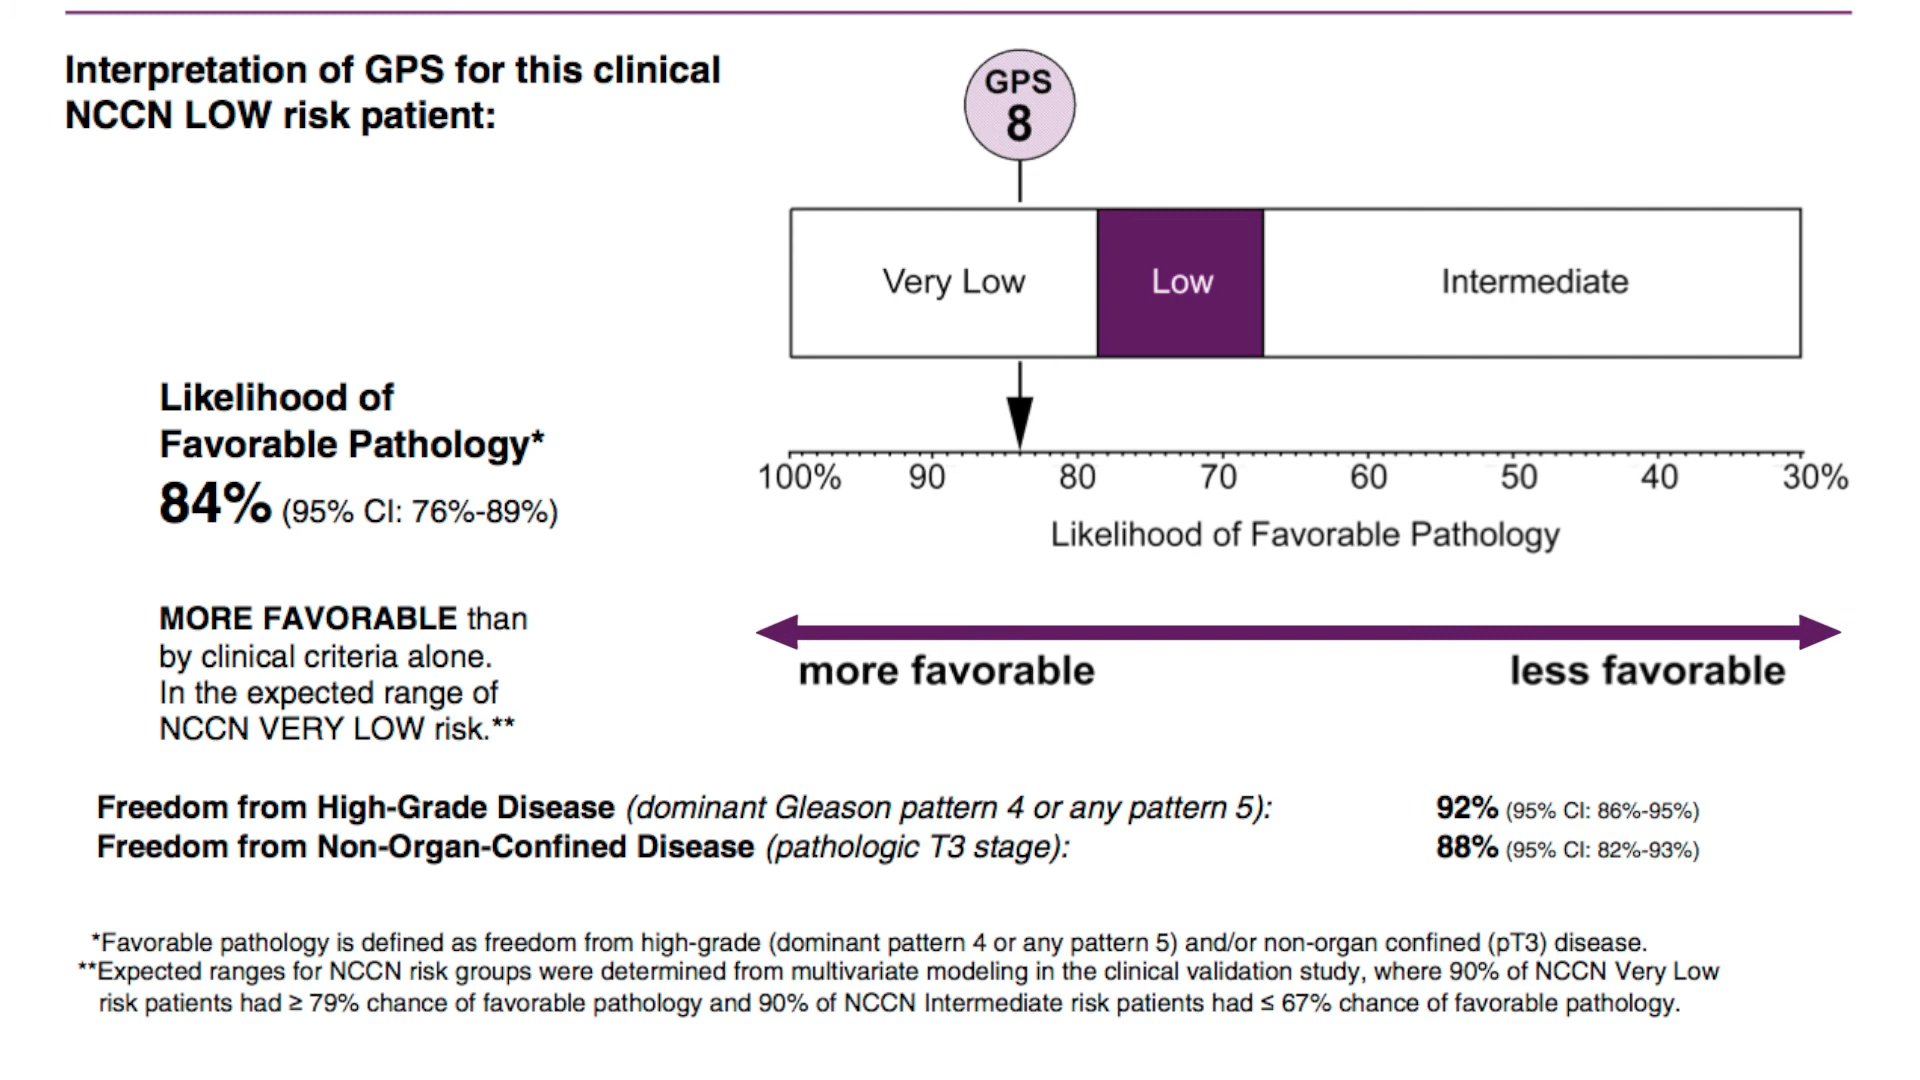 Interpretation of GPS for this clinical
NCCN LOW risk patient:
GPS
8
Very Low
Low
Intermediate
Likelihood of
Favorable Pathology*
84% (95% CI: 76%-89%)
100%
90
80
70
60
50
40
30%
Likelihood of Favorable Pathology
MORE FAVORABLE than
by clinical criteria alone.
In the expected range of
NCCN VERY LOW risk.**
more favorable
less favorable
Freedom from High-Grade Disease (dominant Gleason pattern 4 or any pattern 5): 92% (95% CI: 86%-95%)
Freedom from Non-Organ-Confined Disease (pathologic T3 stage): 88% (95% CI: 82%-93%)
*Favorable pathology is defined as freedom from high-grade (dominant pattern 4 or any pattern 5) and/or non-organ confined (pT3) disease.
**Expected ranges for NCCN risk groups were determined from multivariate modeling in the clinical validation study, where 90% of NCCN Very Low
risk patients had ≥ 79% chance of favorable pathology and 90% of NCCN Intermediate risk patients had ≤ 67% chance of favorable pathology.